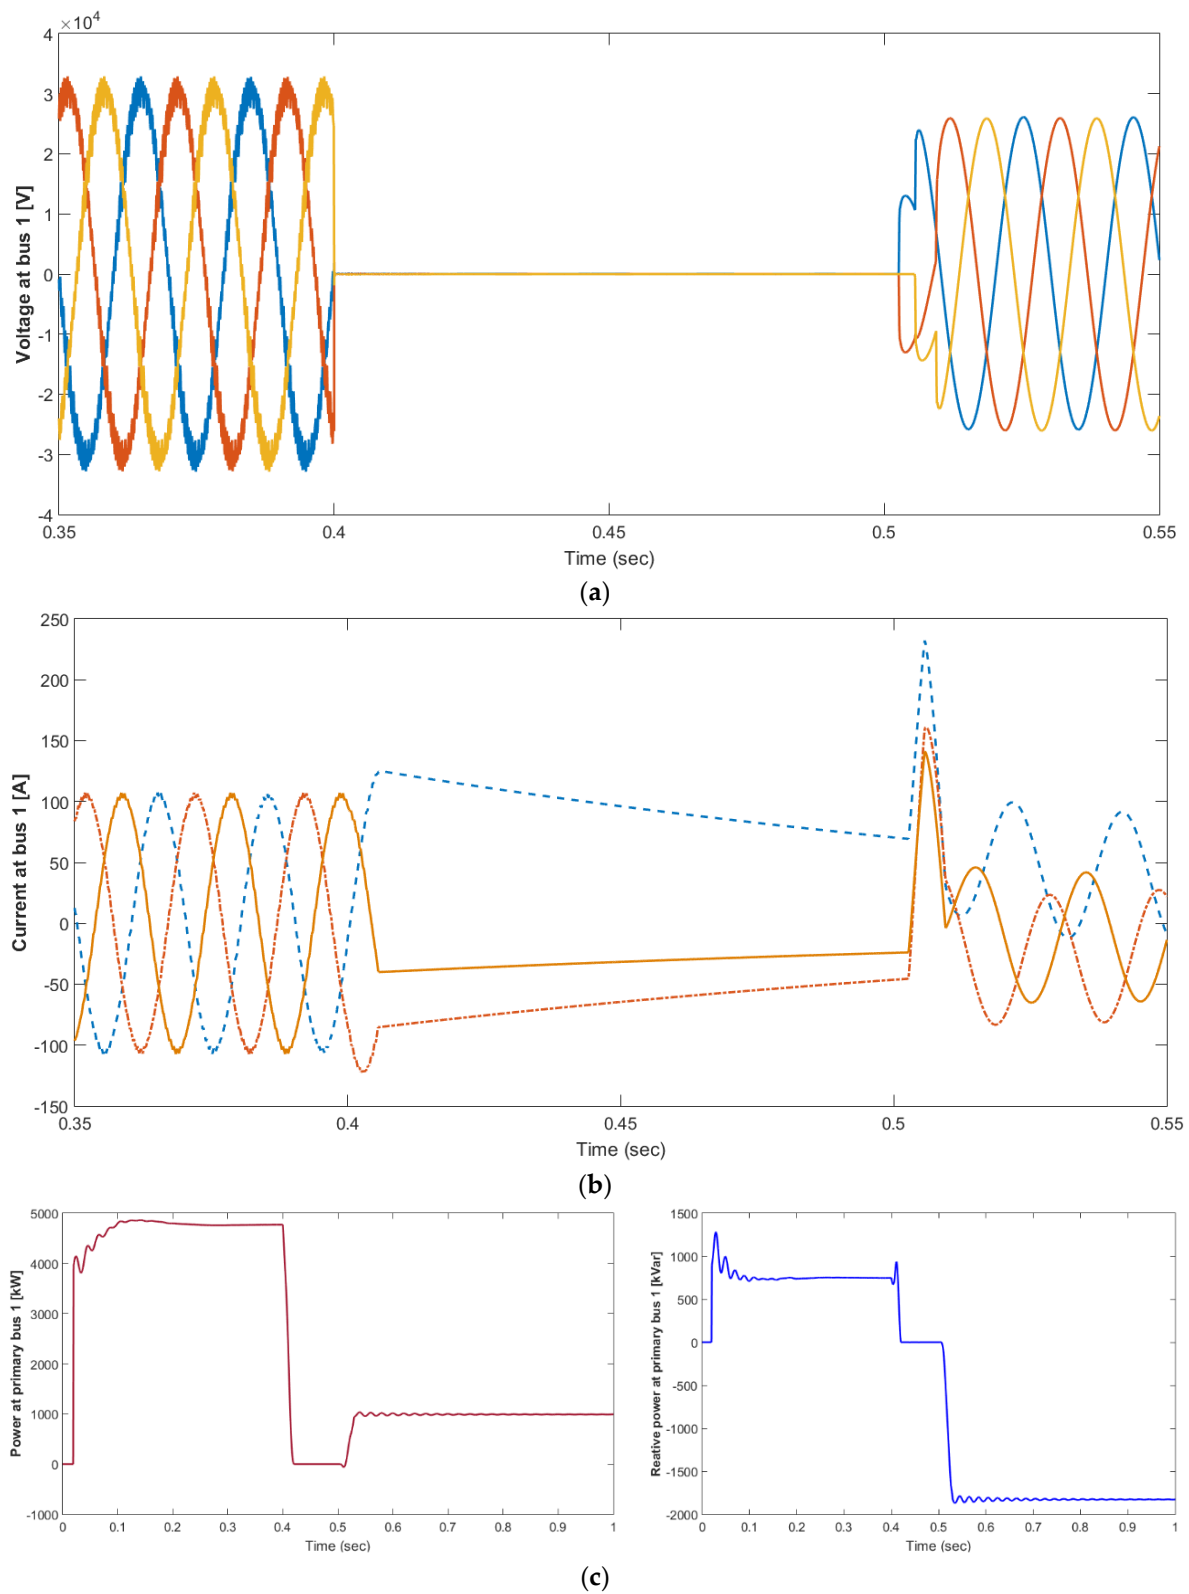 ×10⁴
4
3
2
1
0
-1
-2
-3
-4
Voltage at bus 1 [V]
0.35 0.4 0.45 0.5 0.55
Time (sec)
(a)
250
200
150
100
50
0
-50
-100
-150
Current at bus 1 [A]
0.35 0.4 0.45 0.5 0.55
Time (sec)
(b)
5000
4000
3000
2000
1000
0
-1000
Power at primary bus 1 [kW]
0 0.1 0.2 0.3 0.4 0.5 0.6 0.7 0.8 0.9 1
Time (sec)
1500
1000
500
0
-500
-1000
-1500
-2000
Reative power at primary bus 1 [kVar]
0 0.1 0.2 0.3 0.4 0.5 0.6 0.7 0.8 0.9 1
Time (sec)
(c)